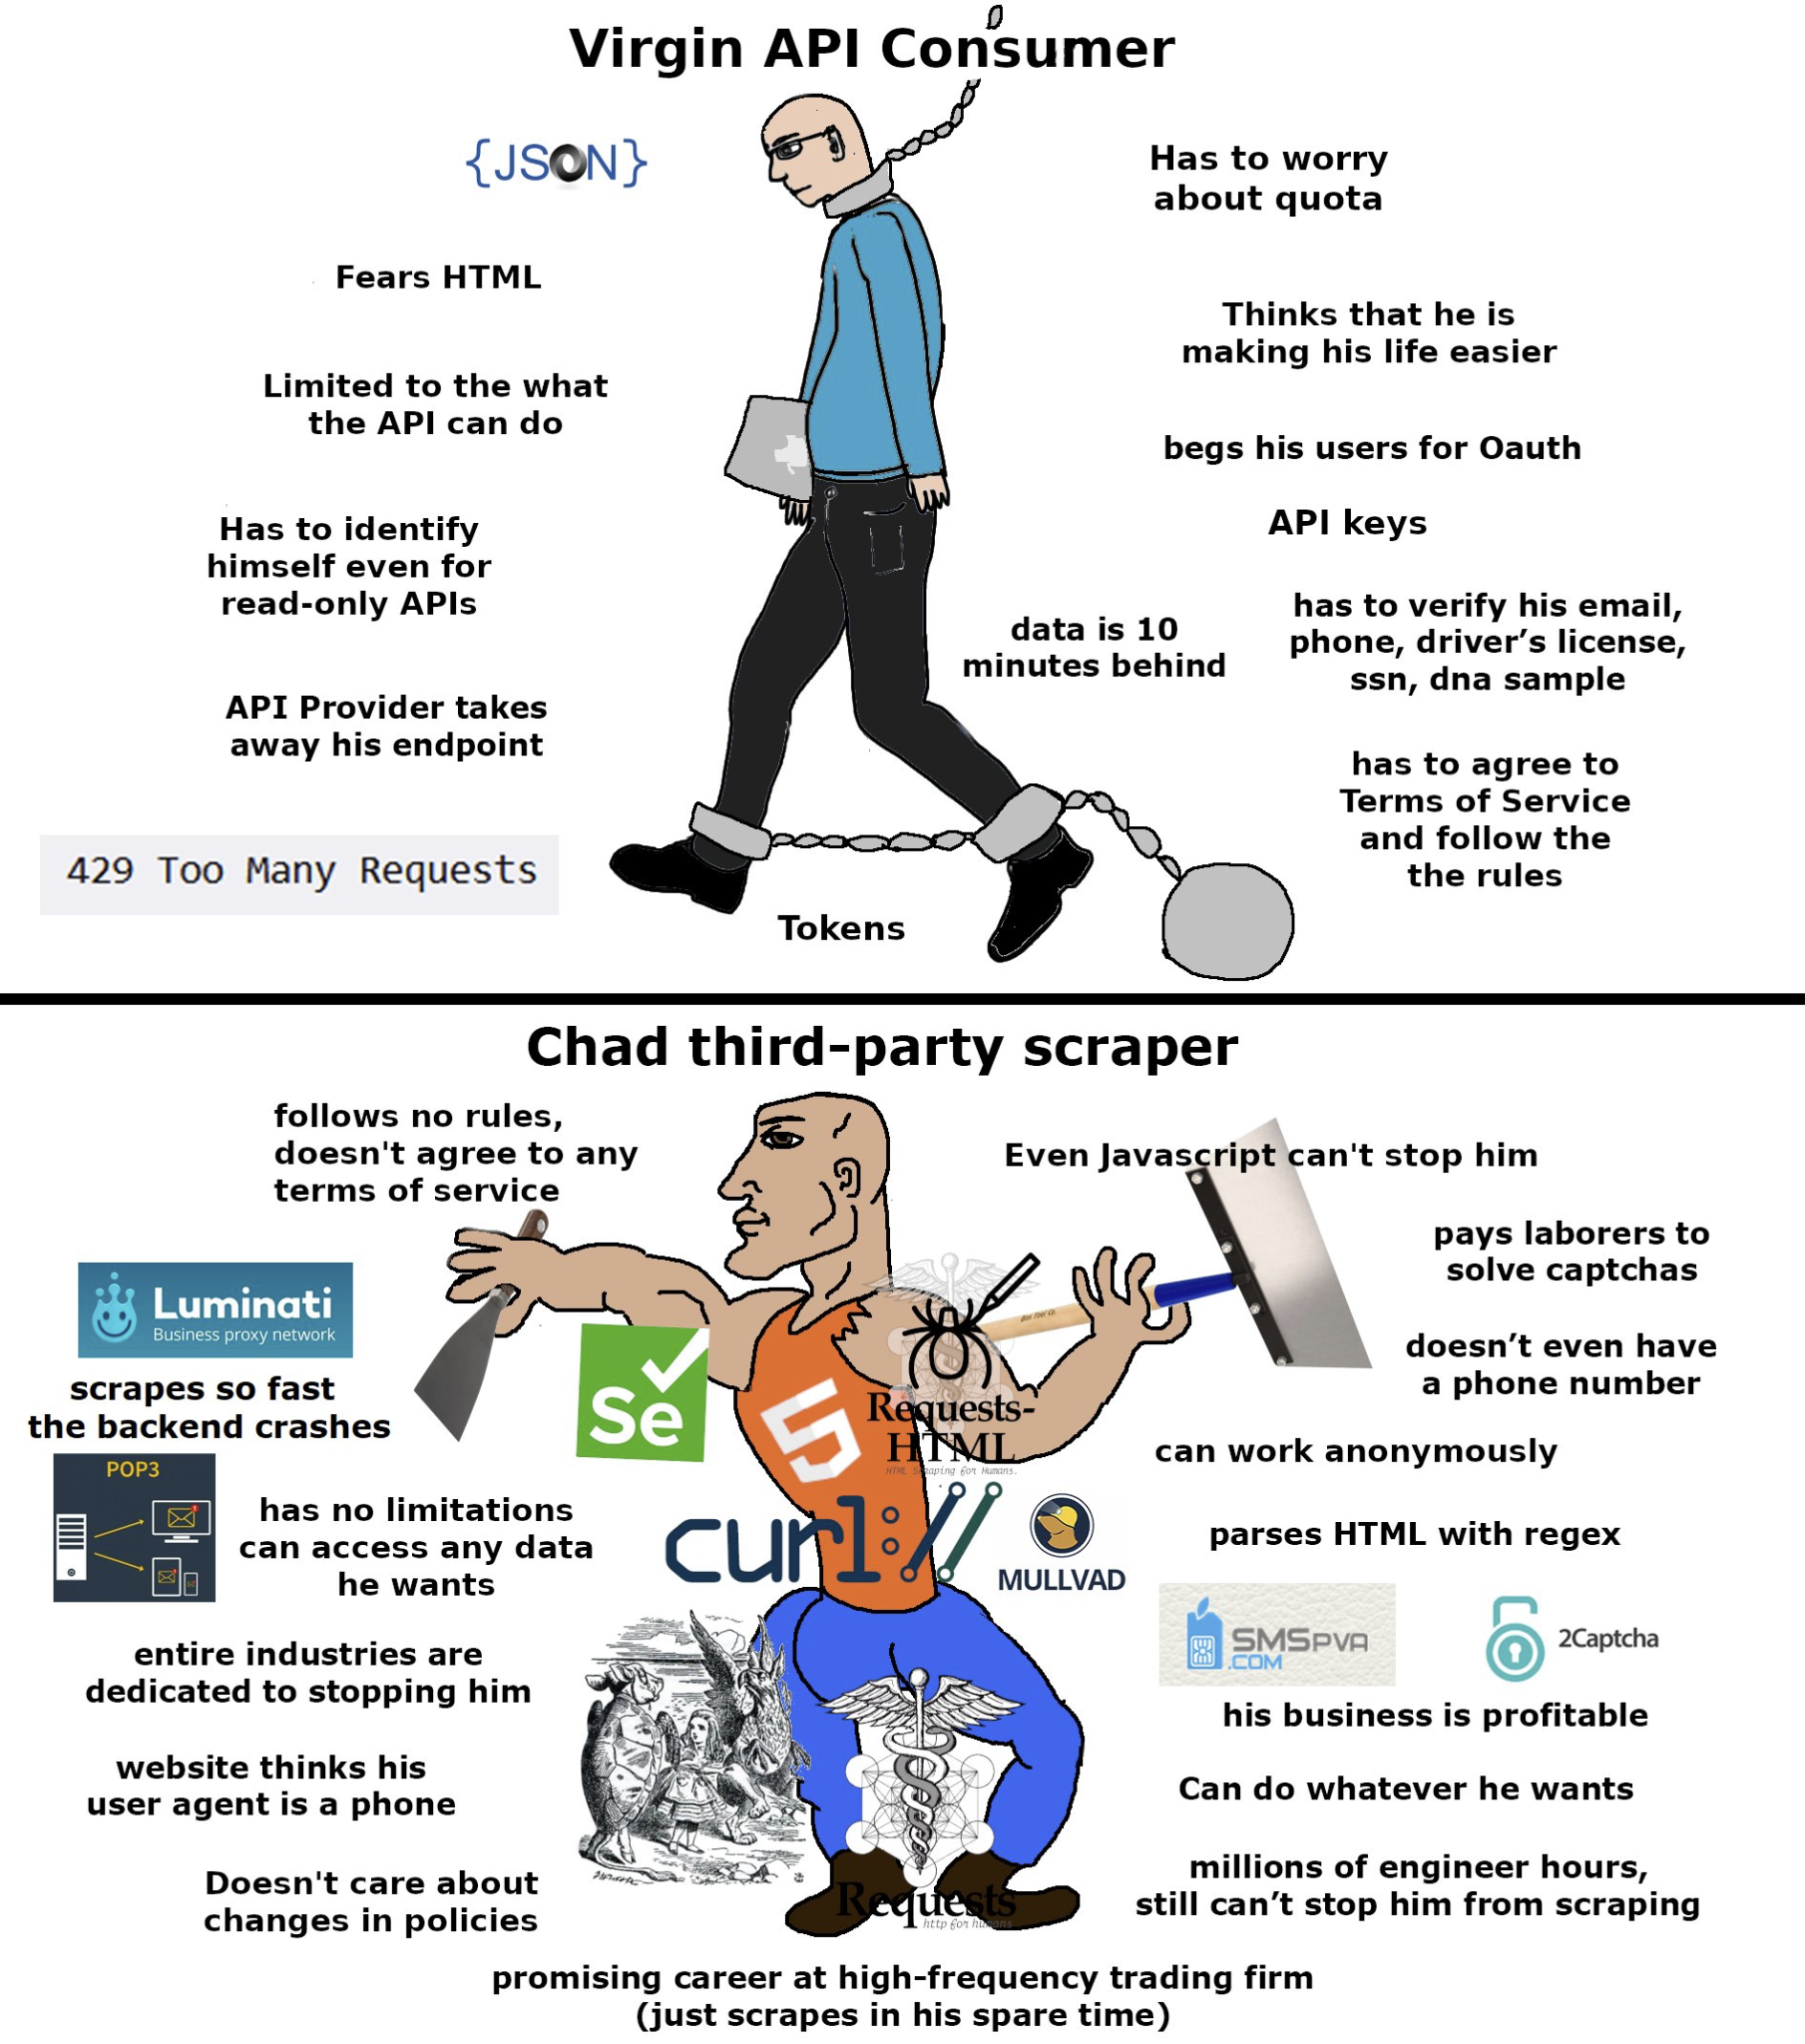 Virgin API Consumer
{JSON}
Has to worry
about quota
Fears HTML
Thinks that he is
making his life easier
Limited to the what
the API can do
begs his users for Oauth
API keys
Has to identify
himself even for
read-only APIs
has to verify his email,
phone, driver’s license,
ssn, dna sample
data is 10
minutes behind
API Provider takes
away his endpoint
has to agree to
Terms of Service
and follow the
the rules
429 Too Many Requests
Tokens
Chad third-party scraper
follows no rules,
doesn't agree to any
terms of service
Even Javascript can't stop him
pays laborers to
solve captchas
Luminati
Business proxy network
doesn’t even have
a phone number
scrapes so fast
the backend crashes
Se
5
Requests-
HTML
HTML Scraping for Humans.
can work anonymously
POP3
has no limitations
can access any data
he wants
curl://
MULLVAD
parses HTML with regex
SMSPVA
.COM
2Captcha
entire industries are
dedicated to stopping him
his business is profitable
website thinks his
user agent is a phone
Can do whatever he wants
Doesn't care about
changes in policies
millions of engineer hours,
still can’t stop him from scraping
Requests
http for humans
promising career at high-frequency trading firm
(just scrapes in his spare time)